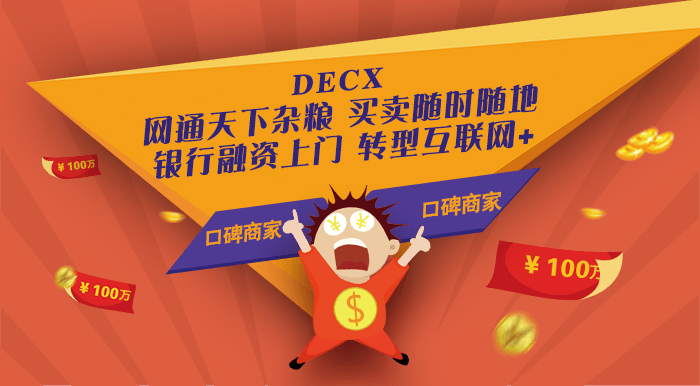 DECX
网通天下杂粮 买卖随时随地
银行融资上门 转型互联网+
口碑商家
口碑商家
¥100万
¥100万
¥100万
$